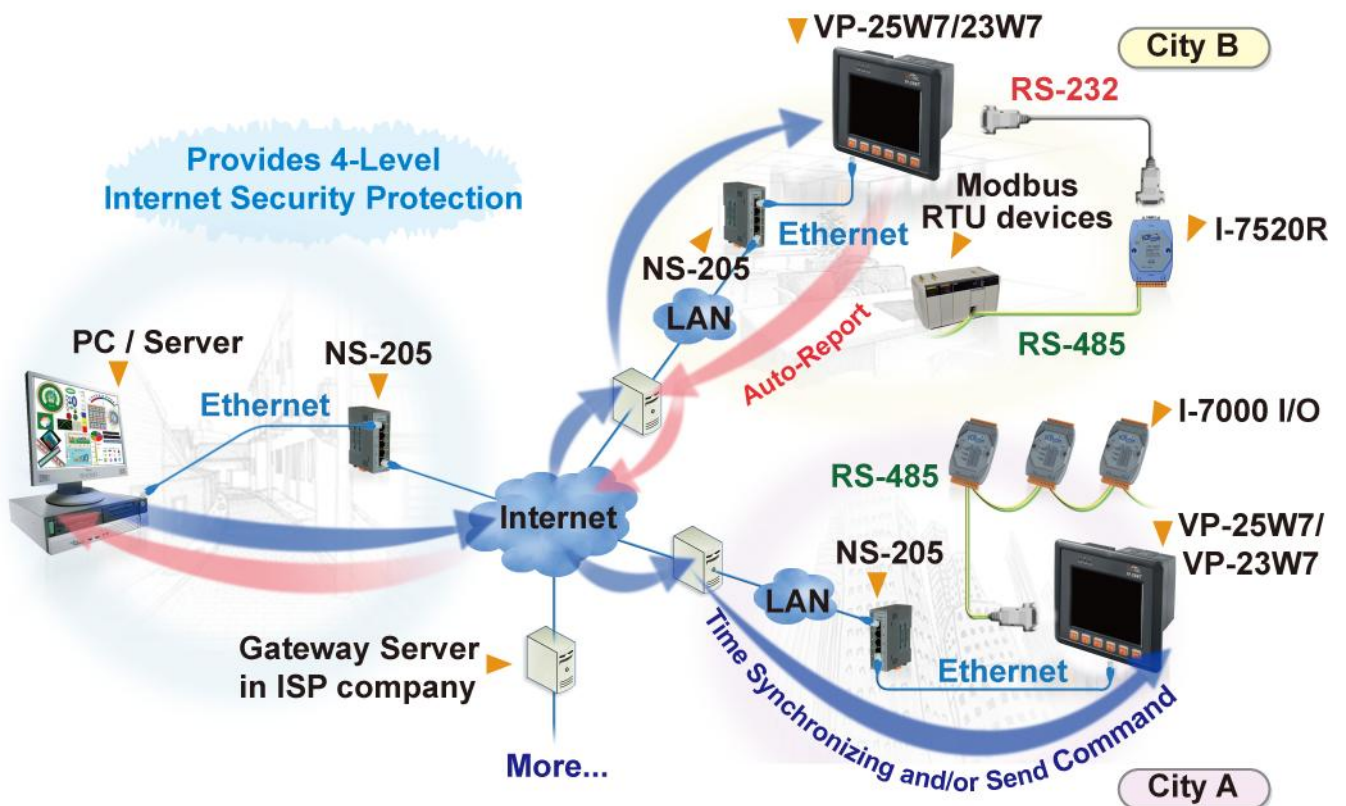 VP-25W7/23W7
City B
RS-232
Provides 4-Level
Internet Security Protection
Modbus
RTU devices
I-7520R
Ethernet
NS-205
LAN
RS-485
Auto-Report
PC / Server
NS-205
Ethernet
I-7000 I/O
RS-485
Internet
VP-25W7/
VP-23W7
NS-205
LAN
Gateway Server
in ISP company
Ethernet
Time Synchronizing and/or Send Command
More...
City A